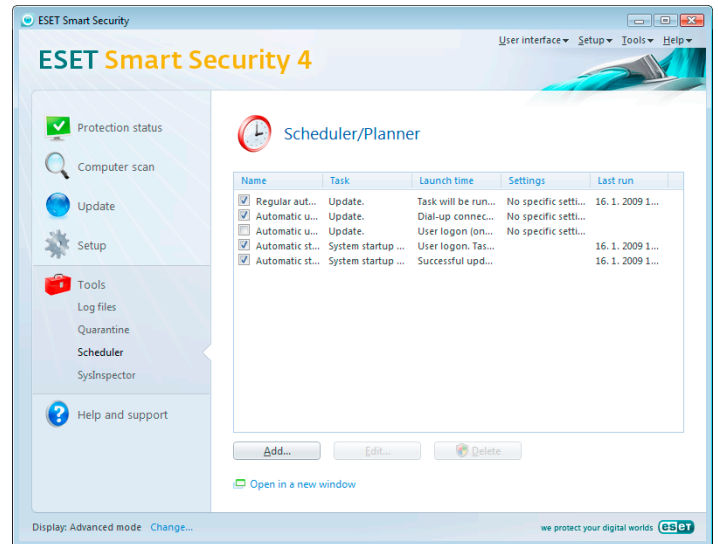 ESET Smart Security
User interface Setup Tools Help
ESET Smart Security 4
Protection status
Computer scan
Update
Setup
Tools
Log files
Quarantine
Scheduler
SysInspector
Help and support
Scheduler/Planner
Name Task Launch time Settings Last run
Regular aut... Update. Task will be run... No specific setti... 16. 1. 2009 1...
Automatic u... Update. Dial-up connec... No specific setti...
Automatic u... Update. User logon (on... No specific setti...
Automatic st... System startup ... User logon. Tas... 16. 1. 2009 1...
Automatic st... System startup ... Successful upd... 16. 1. 2009 1...
Add... Edit... Delete
Open in a new window
Display: Advanced mode Change...
we protect your digital worlds eset